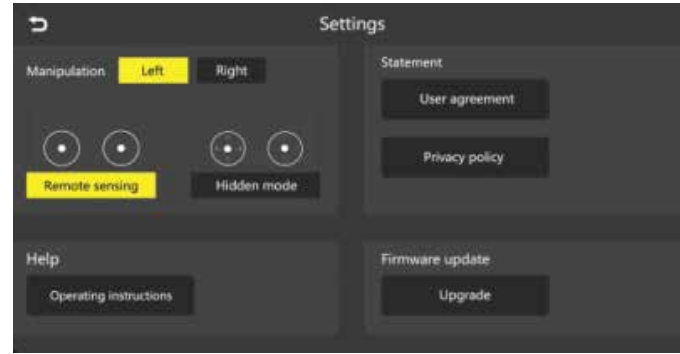 Settings
Manipulation Left Right
Remote sensing Hidden mode
Statement
User agreement
Privacy policy
Help
Operating instructions
Firmware update
Upgrade